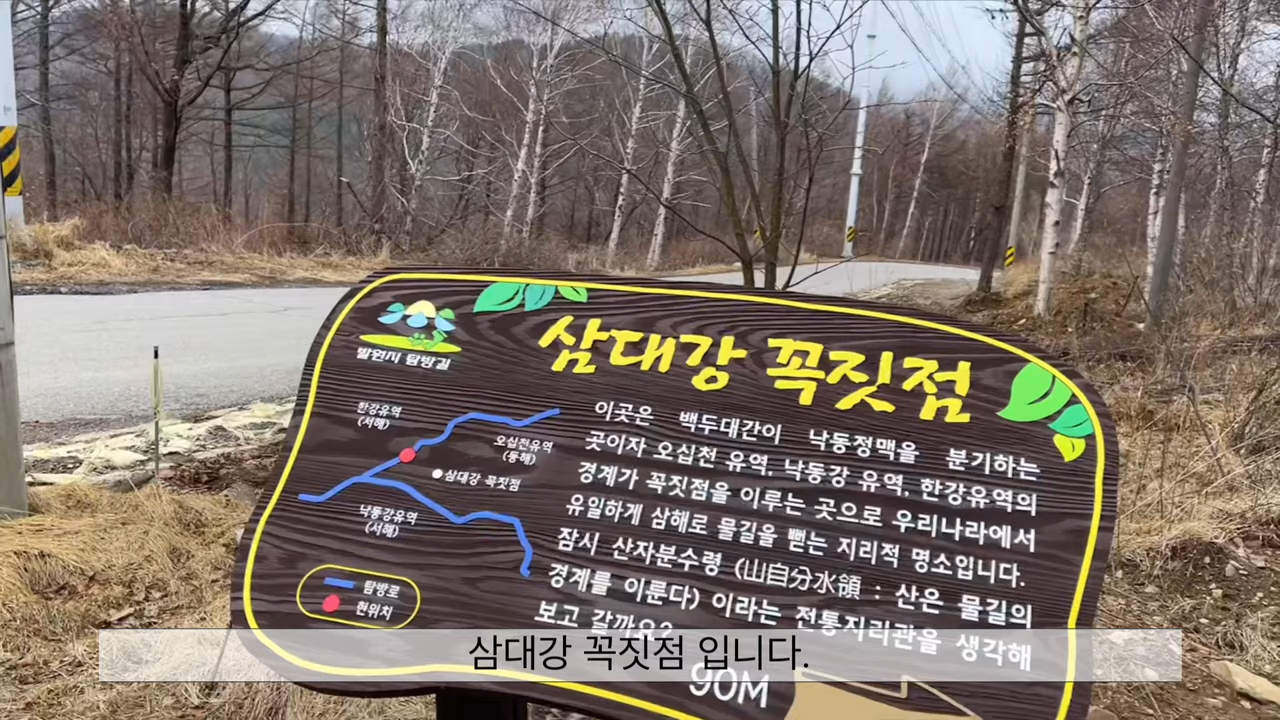 삼대강 꼭짓점
발원지 탐방길
한강유역
(서해)
오십천유역
(동해)
삼대강 꼭짓점
낙동강유역
(서해)
탐방로
현위치
이곳은 백두대간이 낙동정맥을 분기하는
곳이자 오십천 유역, 낙동강 유역, 한강유역의
경계가 꼭짓점을 이루는 곳으로 우리나라에서
유일하게 삼해로 물길을 뻗는 지리적 명소입니다.
잠시 산자분수령 (山自分水領 : 산은 물길의
경계를 이룬다) 이라는 전통지리관을 생각해
보고 갈까요?
90M
삼대강 꼭짓점 입니다.